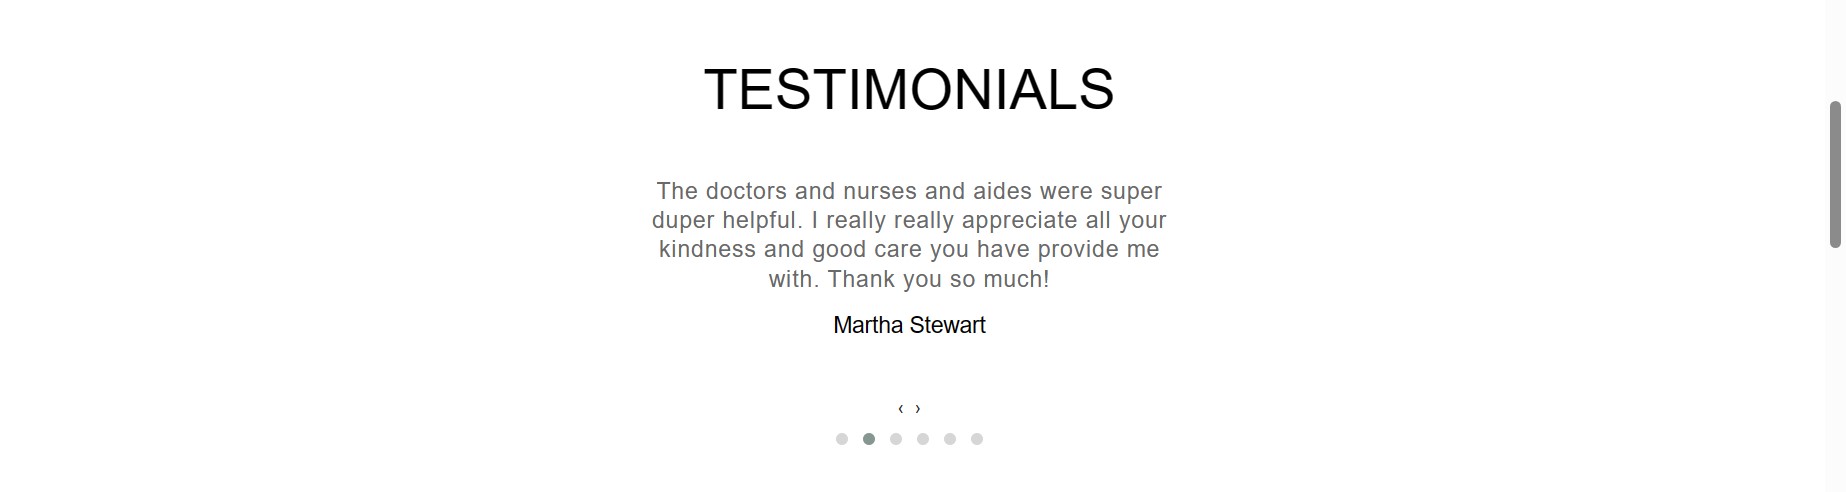 TESTIMONIALS
The doctors and nurses and aides were super
duper helpful. I really really appreciate all your
kindness and good care you have provide me
with. Thank you so much!
Martha Stewart
‹ ›